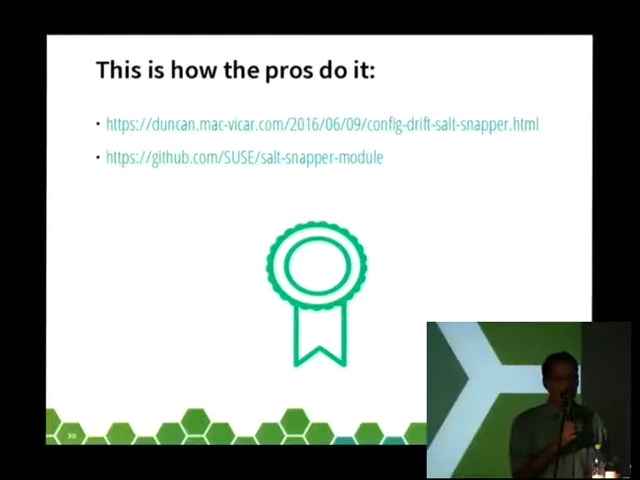 This is how the pros do it:
• https://duncan.mac-vicar.com/2016/06/09/config-drift-salt-snapper.html
• https://github.com/SUSE/salt-snapper-module
30